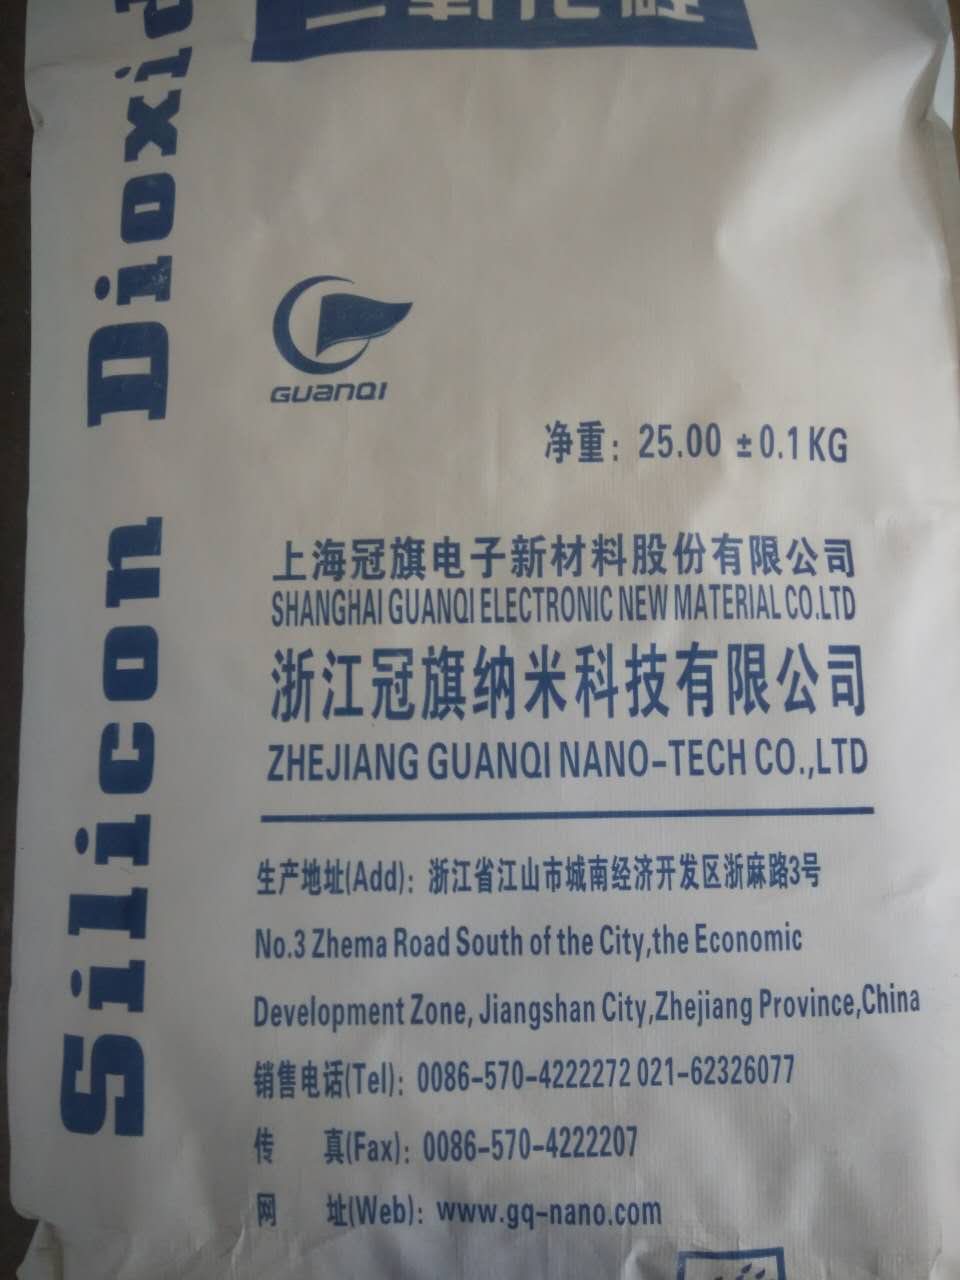 二氧化硅
Silicon Dioxid
GUANQI
净重：25.00 ±0.1KG
上海冠旗电子新材料股份有限公司
SHANGHAI GUANQI ELECTRONIC NEW MATERIAL CO.LTD
浙江冠旗纳米科技有限公司
ZHEJIANG GUANQI NANO-TECH CO.,LTD
生产地址(Add)：浙江省江山市城南经济开发区浙麻路3号
No.3 Zhema Road South of the City,the Economic
Development Zone, Jiangshan City,Zhejiang Province,China
销售电话(Tel)：0086-570-4222272 021-62326077
传 真(Fax)：0086-570-4222207
网 址(Web)：www.gq-nano.com